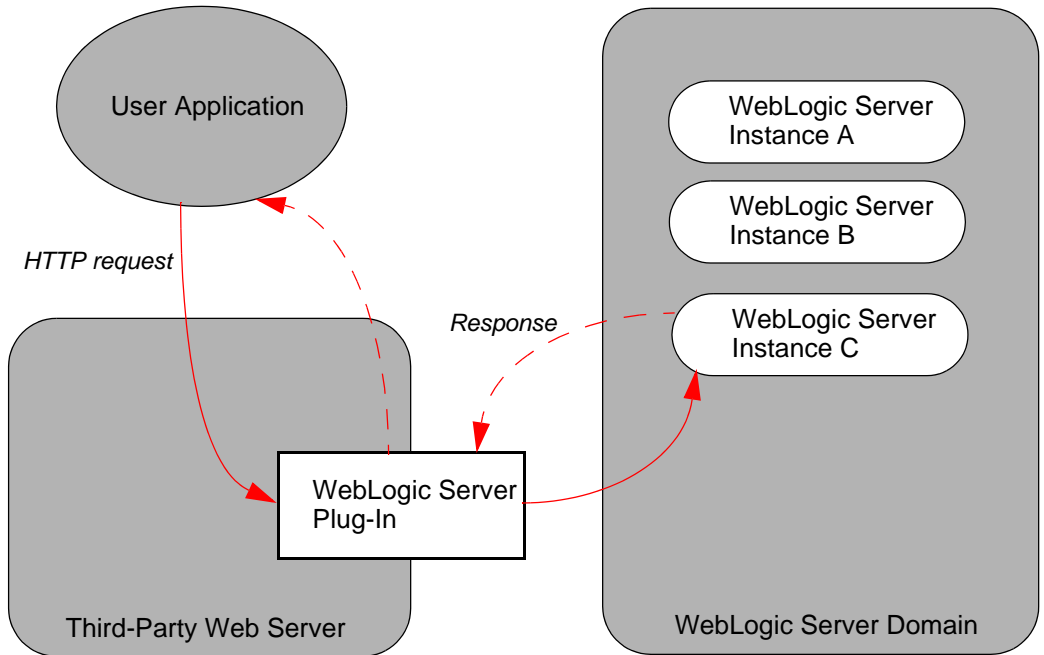 User Application
WebLogic Server
Instance A
WebLogic Server
Instance B
HTTP request
Response
WebLogic Server
Instance C
WebLogic Server
Plug-In
Third-Party Web Server
WebLogic Server Domain